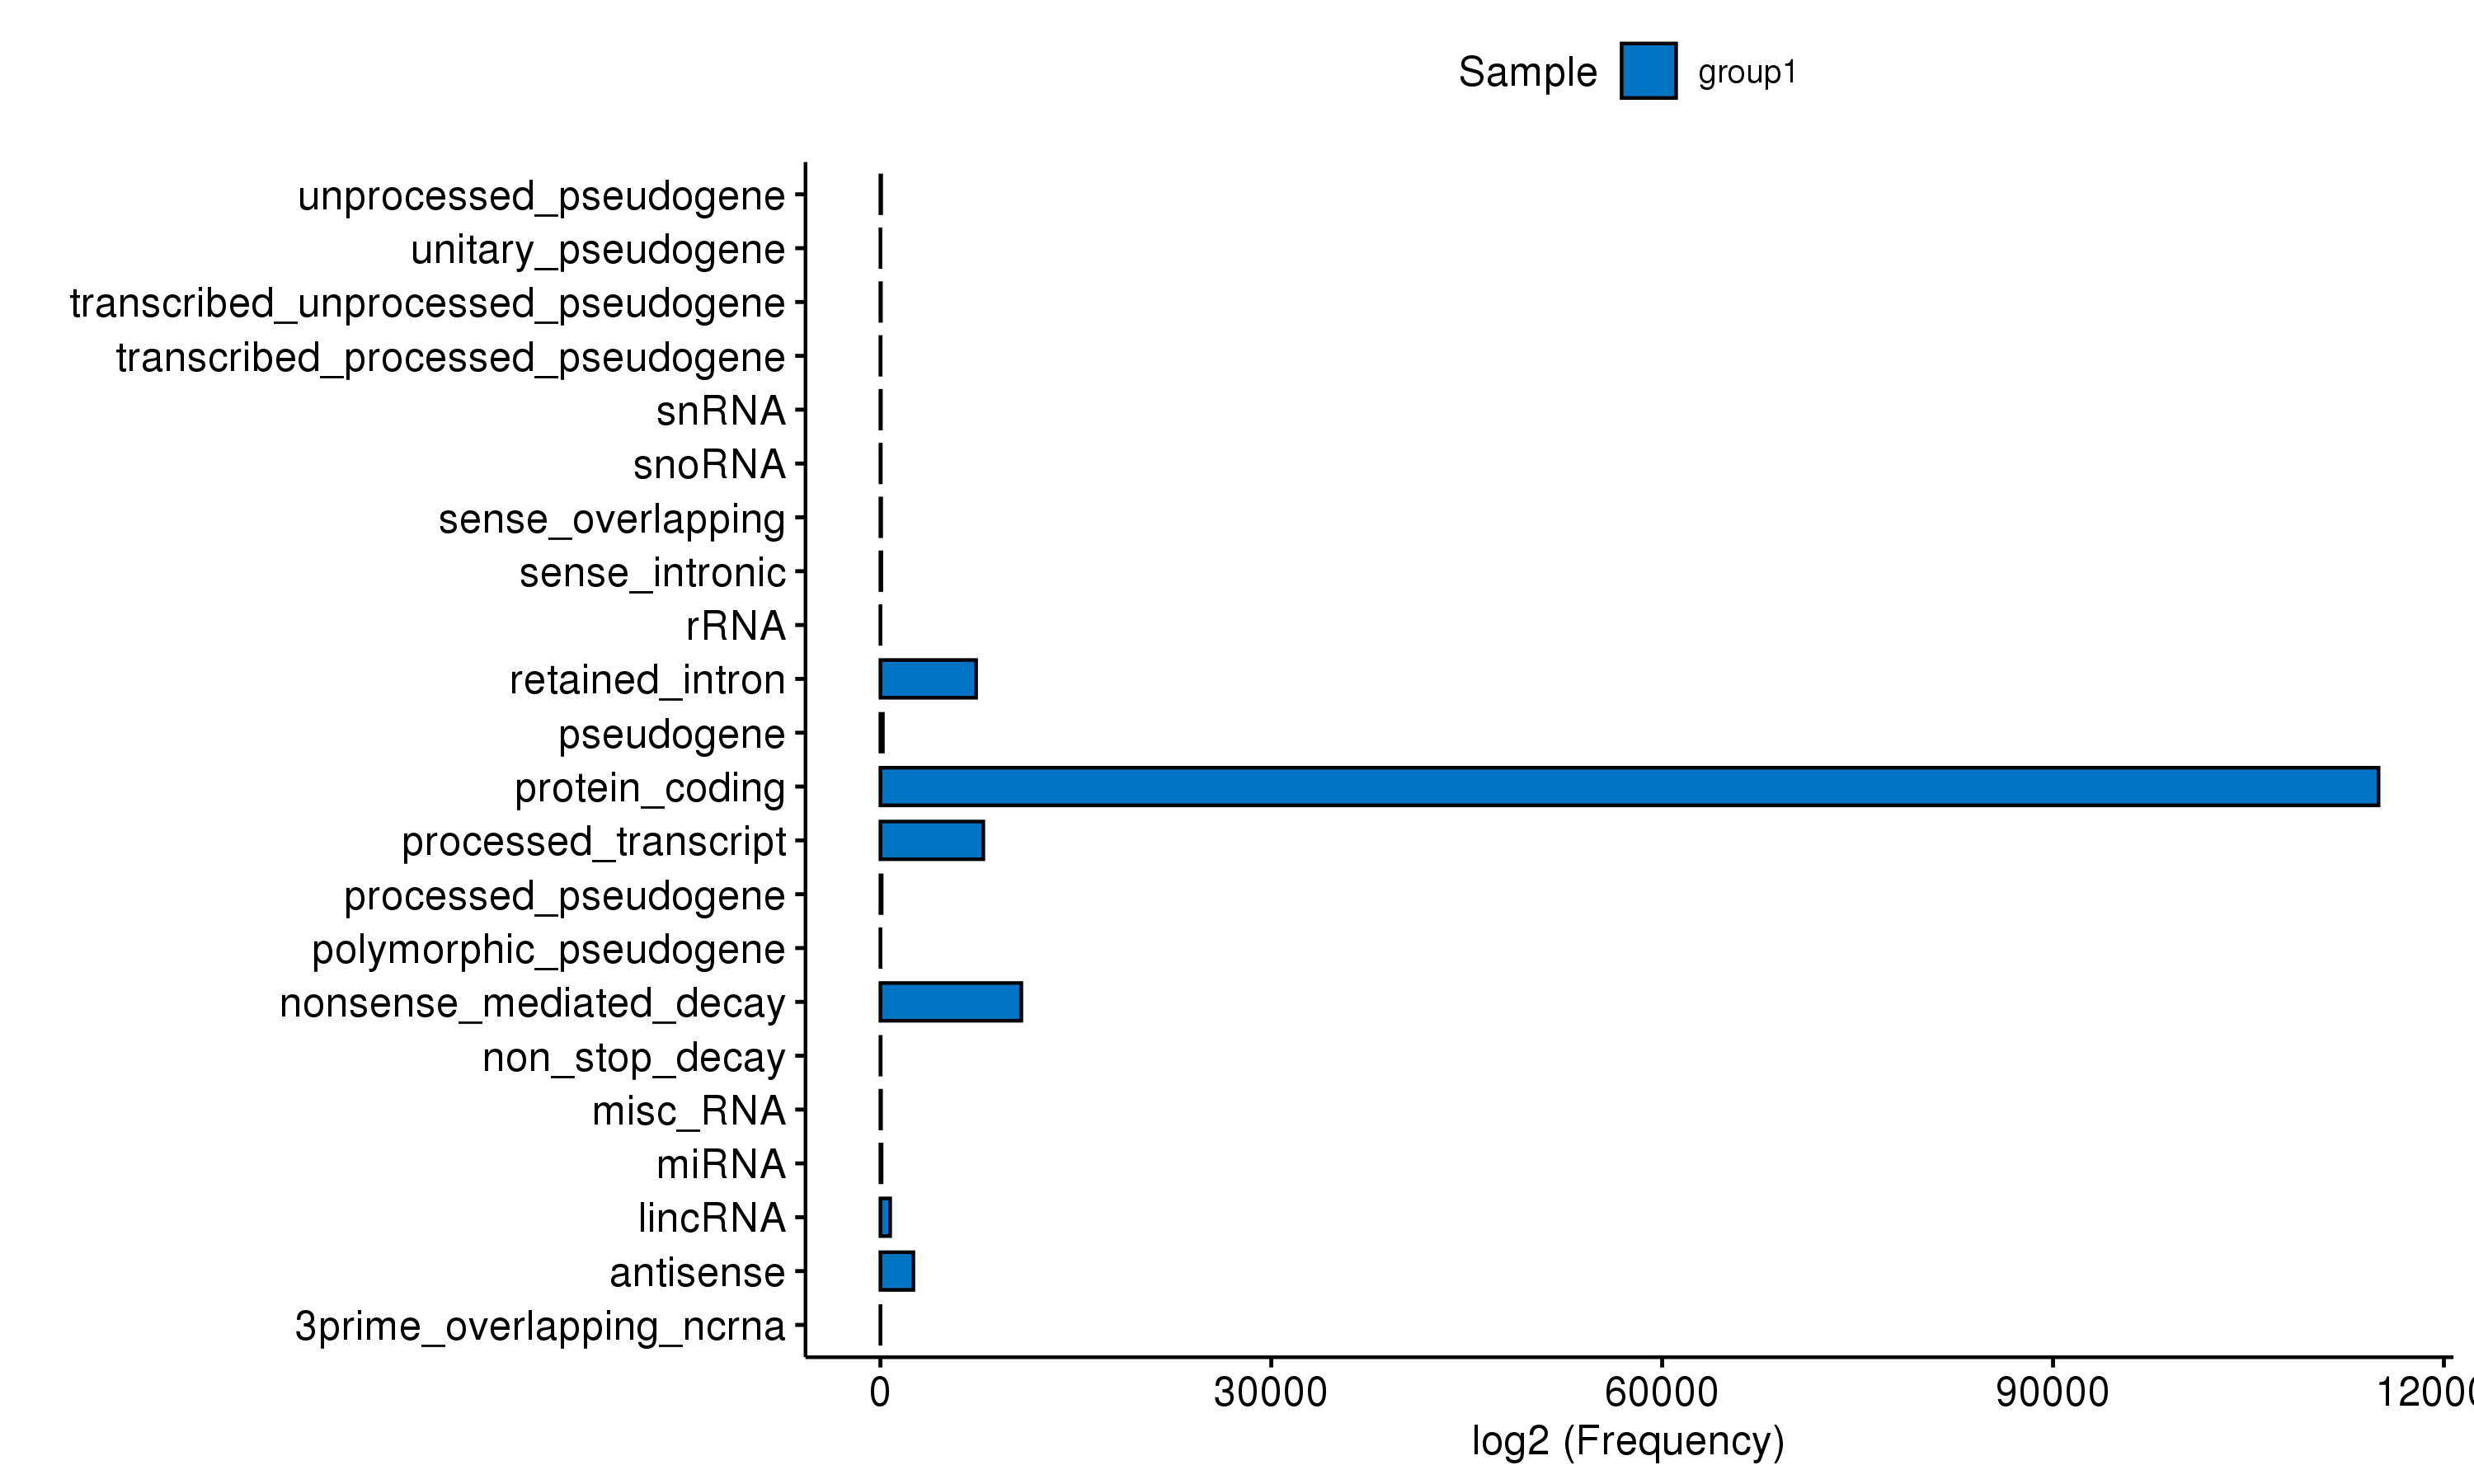 Sample group1
unprocessed_pseudogene
unitary_pseudogene
transcribed_unprocessed_pseudogene
transcribed_processed_pseudogene
snRNA
snoRNA
sense_overlapping
sense_intronic
rRNA
retained_intron
pseudogene
protein_coding
processed_transcript
processed_pseudogene
polymorphic_pseudogene
nonsense_mediated_decay
non_stop_decay
misc_RNA
miRNA
lincRNA
antisense
3prime_overlapping_ncrna
0 30000 60000 90000
log2 (Frequency)